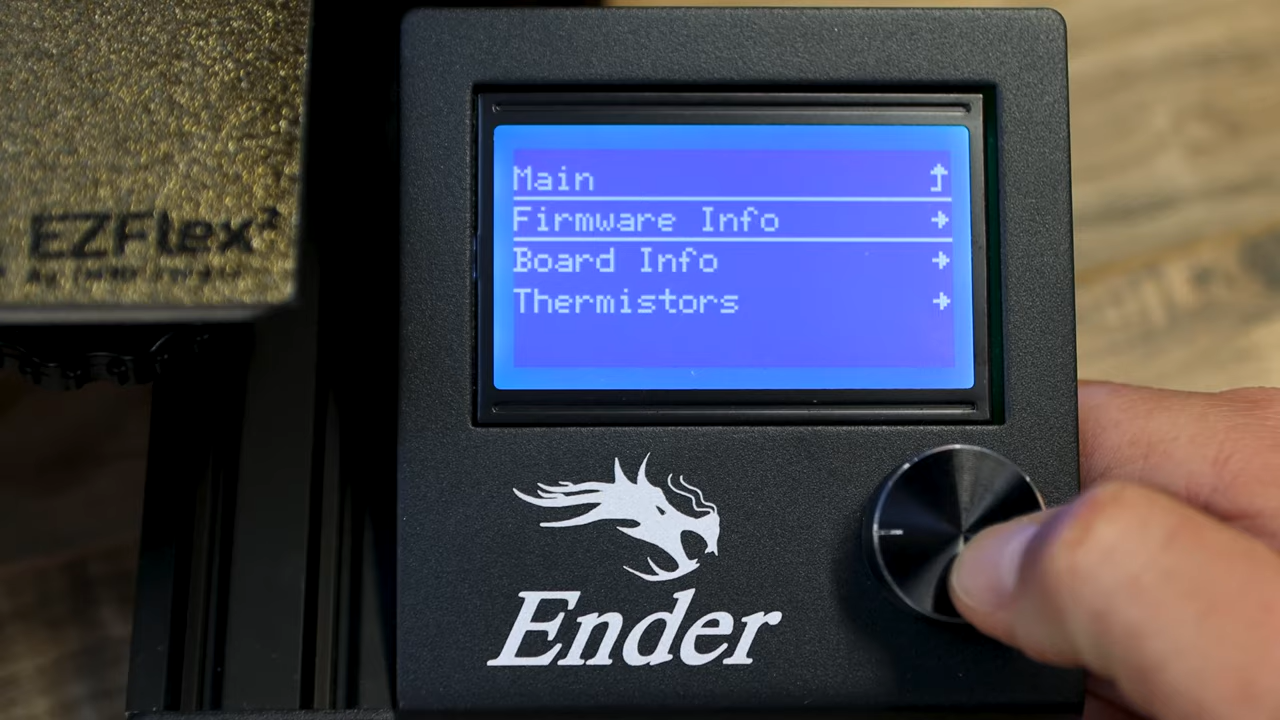 EZFlex²
Main
Firmware Info
Board Info
Thermistors
Ender